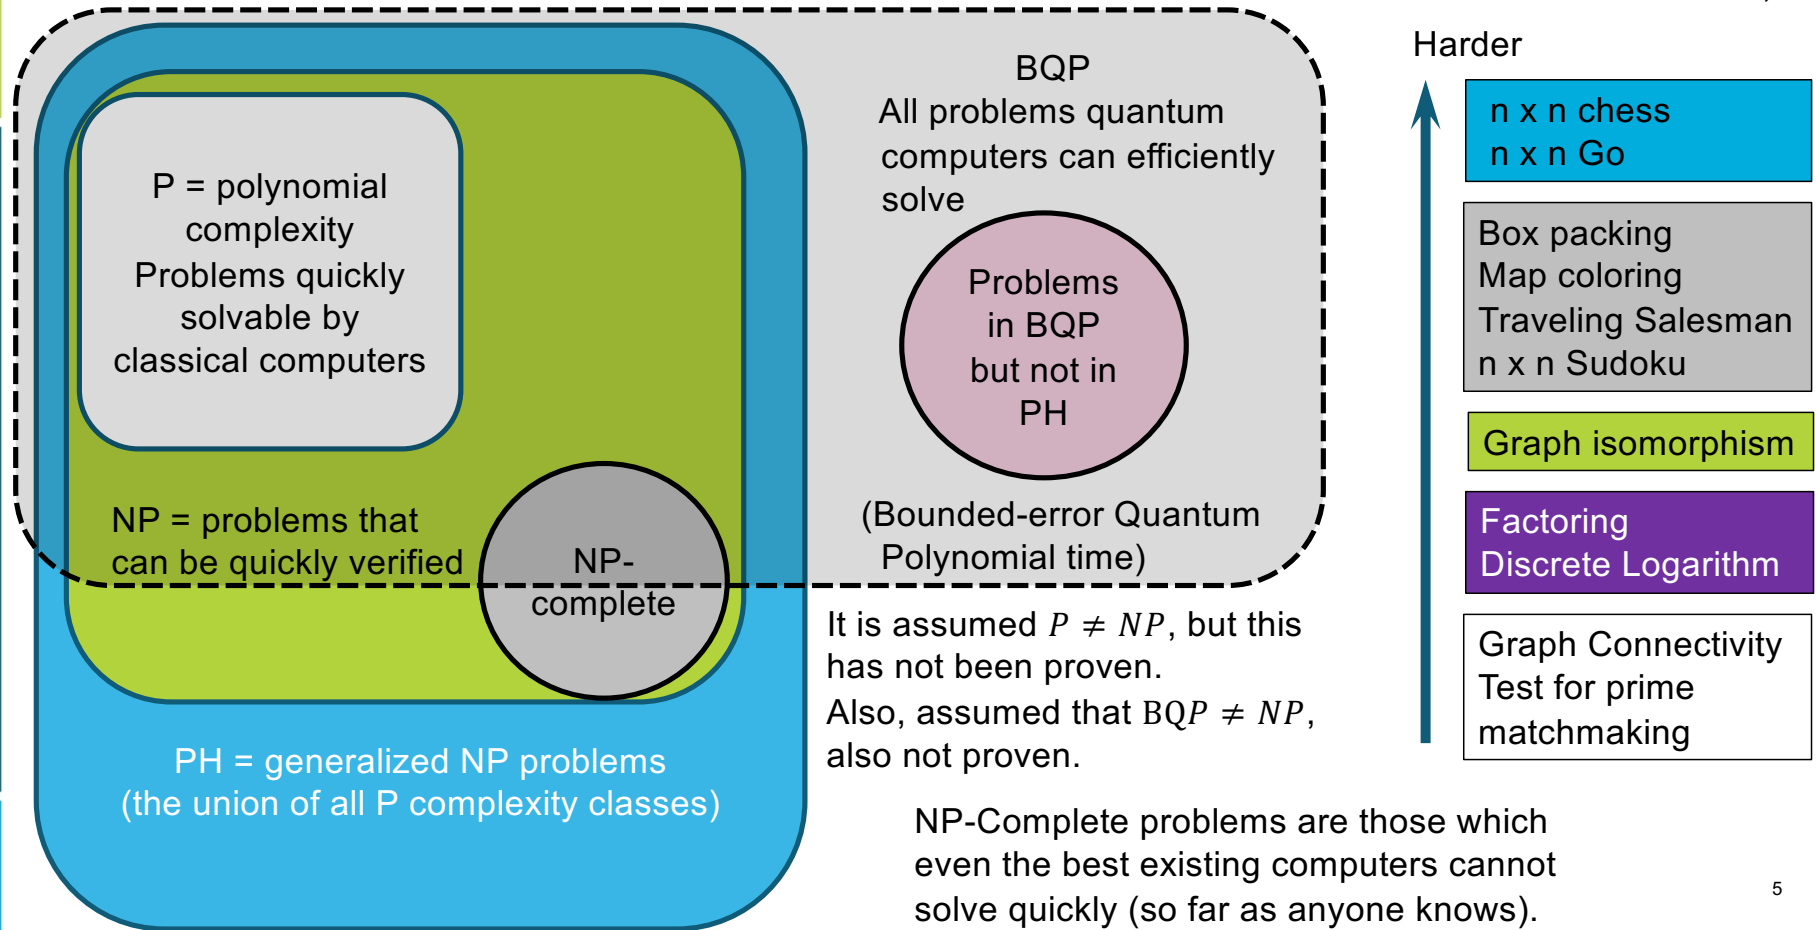 BQP
All problems quantum
computers can efficiently
solve
P = polynomial
complexity
Problems quickly
solvable by
classical computers
Problems
in BQP
but not in
PH
NP = problems that
can be quickly verified
NP-
complete
(Bounded-error Quantum
Polynomial time)
It is assumed P ≠ NP, but this
has not been proven.
Also, assumed that BQP ≠ NP,
also not proven.
PH = generalized NP problems
(the union of all P complexity classes)
NP-Complete problems are those which
even the best existing computers cannot
solve quickly (so far as anyone knows).
Harder
n x n chess
n x n Go
Box packing
Map coloring
Traveling Salesman
n x n Sudoku
Graph isomorphism
Factoring
Discrete Logarithm
Graph Connectivity
Test for prime
matchmaking
5